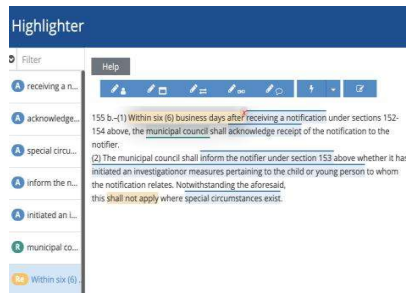 Highlighter
Filter
Help
A receiving a n...
A acknowledge...
A special circu...
A inform the n...
A initiated an i...
R municipal co...
Within six (6) ...
155 b.–(1) Within six (6) business days after receiving a notification under sections 152-
154 above, the municipal council shall acknowledge receipt of the notification to the
notifier.
(2) The municipal council shall inform the notifier under section 153 above whether it has
initiated an investigationor measures pertaining to the child or young person to whom
the notification relates. Notwithstanding the aforesaid,
this shall not apply where special circumstances exist.